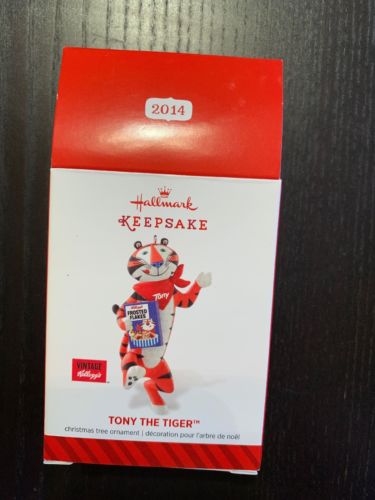 2014
Hallmark
KEEPSAKE
Tony
Kellogg's
FROSTED
FLAKES
VINTAGE
Kellogg's
TONY THE TIGER™
christmas tree ornament | décoration pour l'arbre de noël